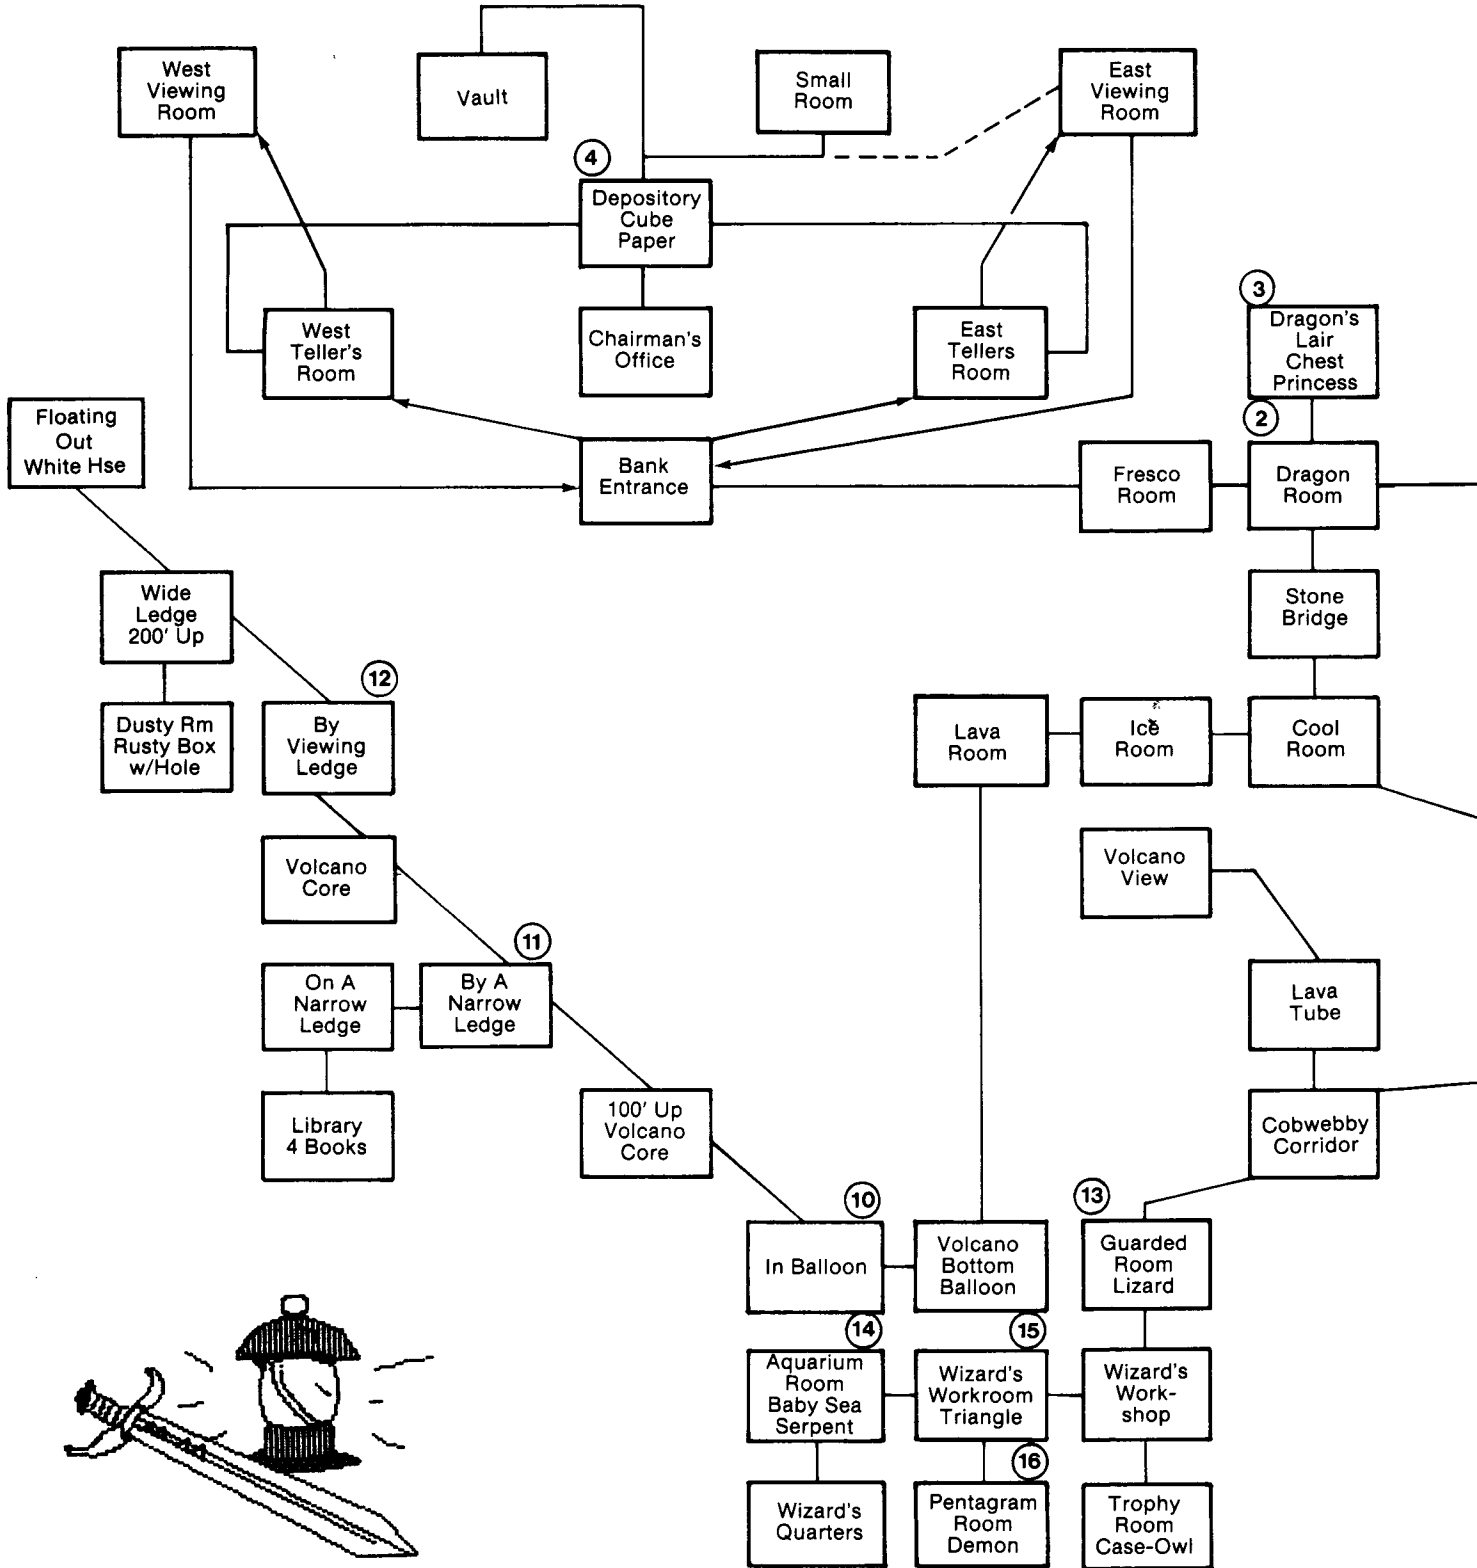 West
Viewing
Room
Vault
Small
Room
East
Viewing
Room
4
Depository
Cube
Paper
3
Dragon's
Lair
Chest
Princess
West
Teller's
Room
Chairman's
Office
East
Tellers
Room
Floating
Out
White Hse
2
Bank
Entrance
Fresco
Room
Dragon
Room
Wide
Ledge
200' Up
Stone
Bridge
12
Dusty Rm
Rusty Box
w/Hole
By
Viewing
Ledge
Lava
Room
Ice
Room
Cool
Room
Volcano
Core
Volcano
View
11
On A
Narrow
Ledge
By A
Narrow
Ledge
Lava
Tube
Library
4 Books
100' Up
Volcano
Core
Cobwebby
Corridor
10
13
In Balloon
Volcano
Bottom
Balloon
Guarded
Room
Lizard
14
15
Aquarium
Room
Baby Sea
Serpent
Wizard's
Workroom
Triangle
Wizard's
Work-
shop
16
Wizard's
Quarters
Pentagram
Room
Demon
Trophy
Room
Case-Owl